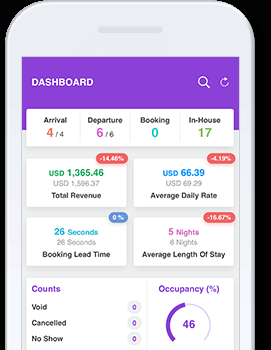 DASHBOARD
Arrival Departure Booking In-House
4 / 4 6 / 6 0 17
-14.46% -4.19%
USD 1,365.46 USD 66.39
USD 1,596.37 USD 69.29
Total Revenue Average Daily Rate
0 % -16.67%
26 Seconds 5 Nights
26 Seconds 6 Nights
Booking Lead Time Average Length Of Stay
Counts Occupancy (%)
Void 0
Cancelled 0 46
No Show 0